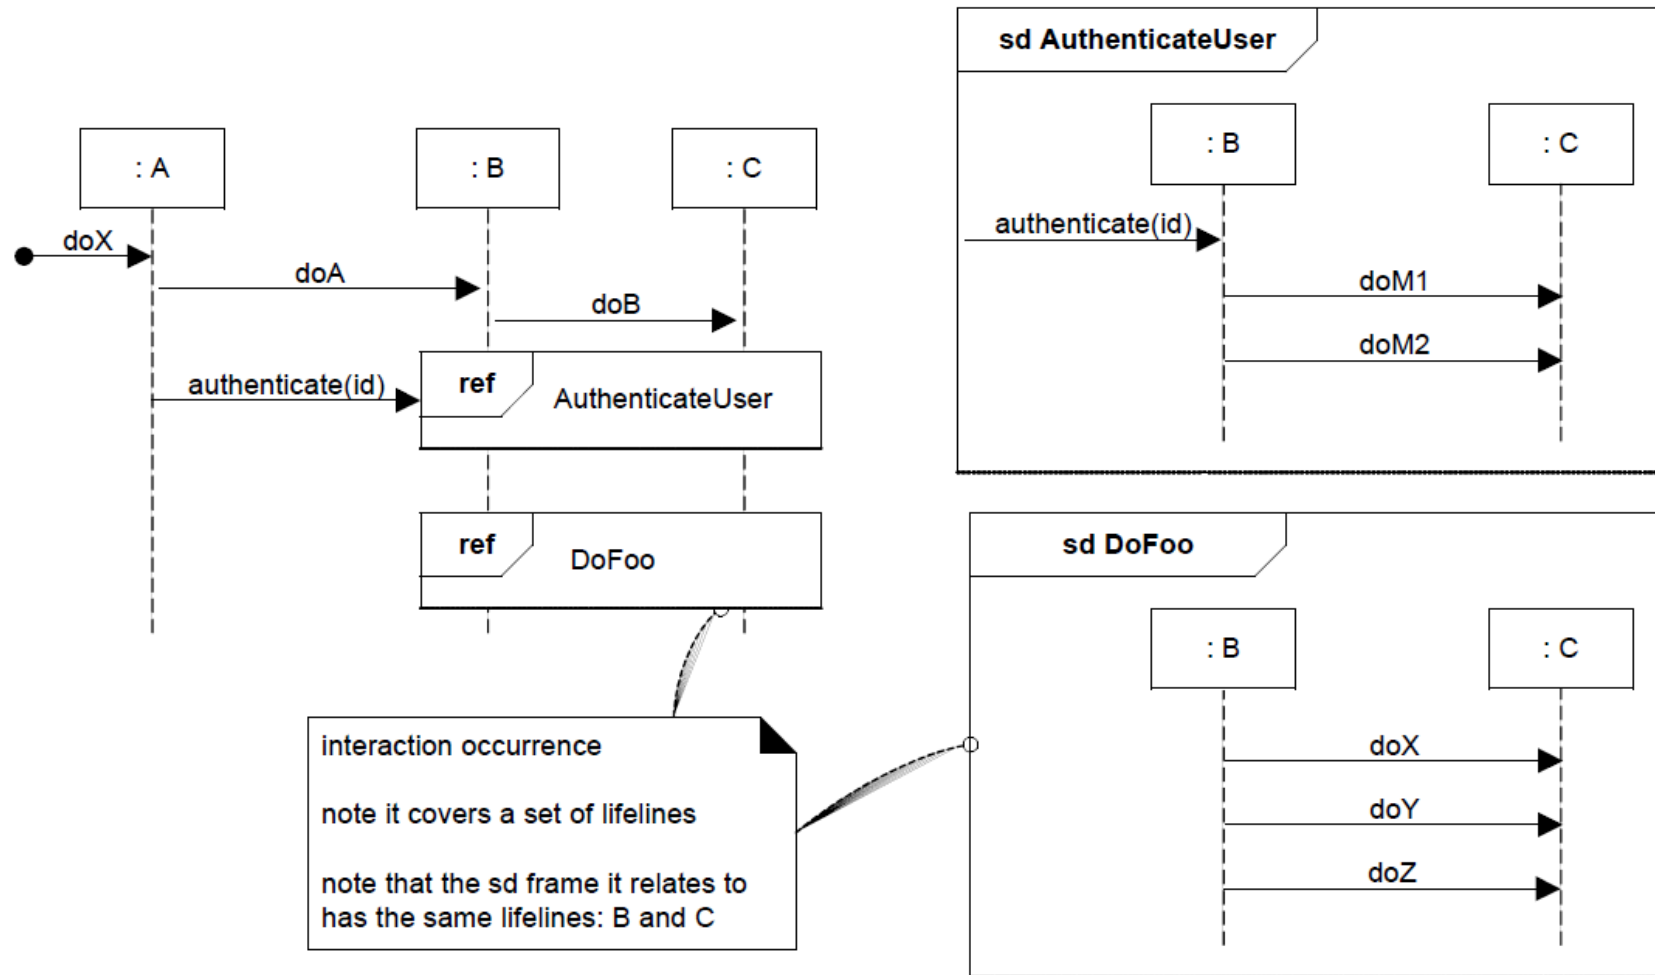 : A
: B
: C
doX
doA
doB
authenticate(id)
ref
AuthenticateUser
ref
DoFoo
interaction occurrence
note it covers a set of lifelines
note that the sd frame it relates to
has the same lifelines: B and C
sd AuthenticateUser
: B
: C
authenticate(id)
doM1
doM2
sd DoFoo
: B
: C
doX
doY
doZ